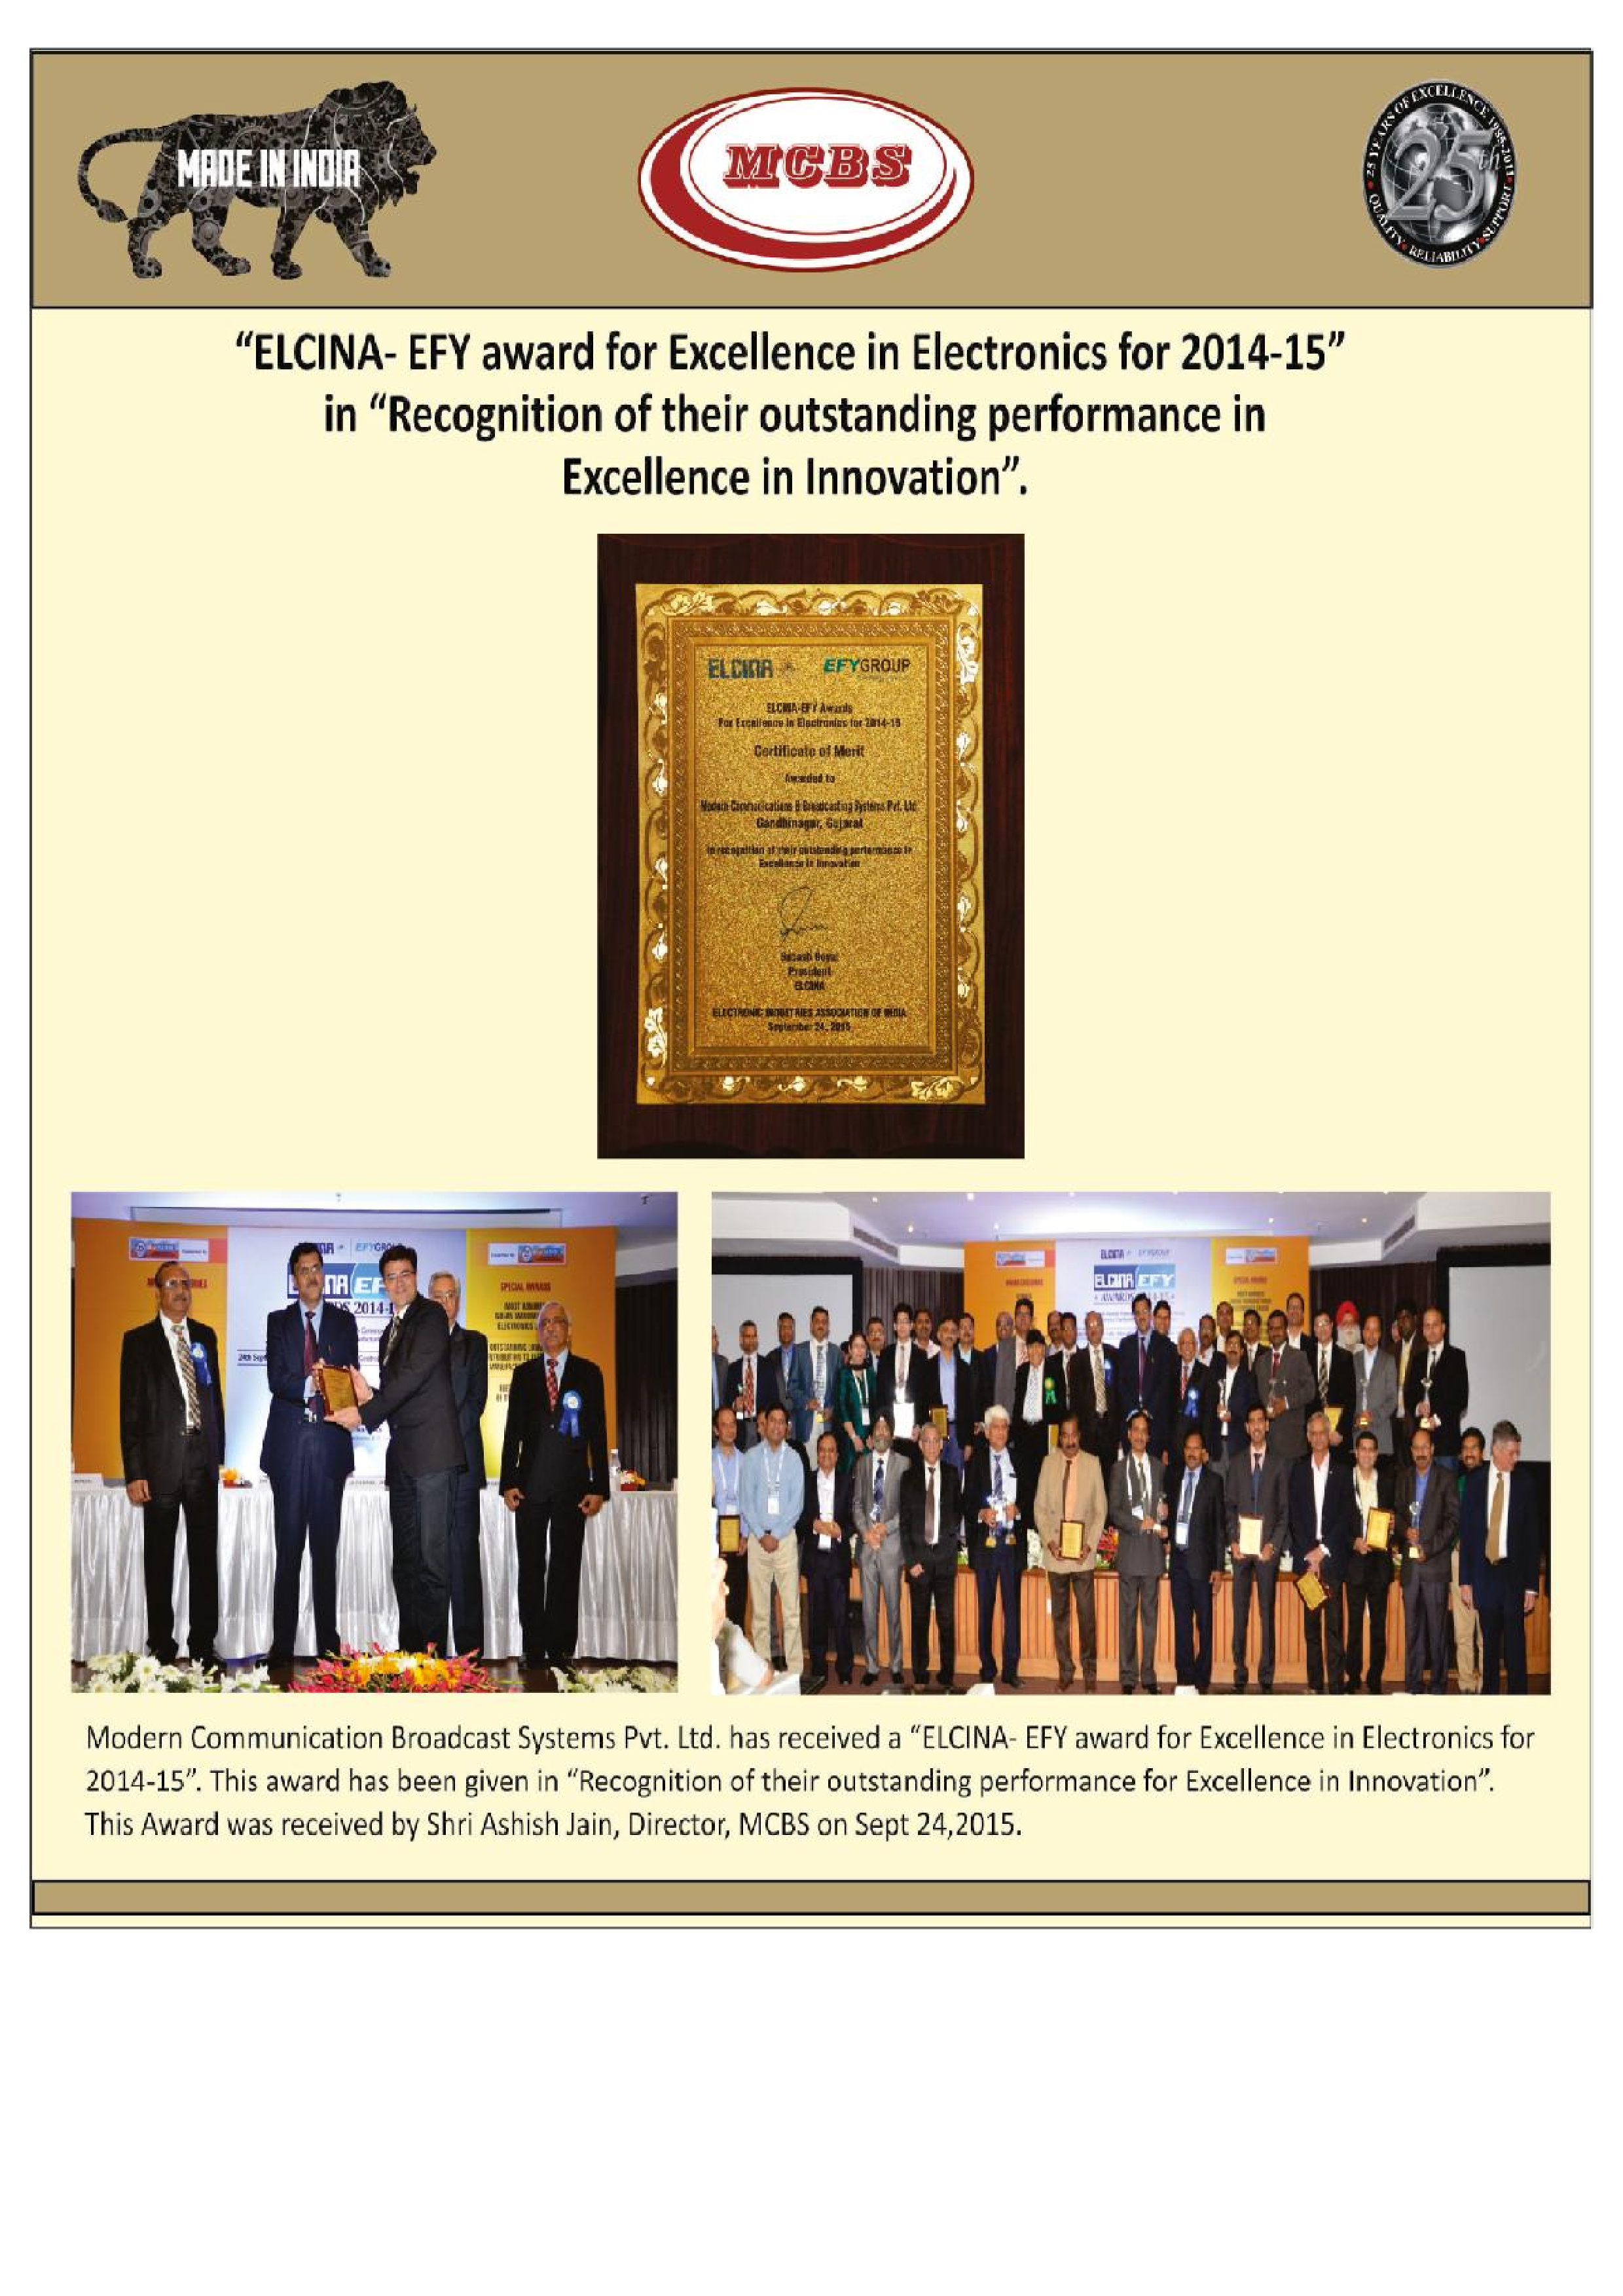 MADE IN INDIA
MCBS
25 YEARS OF EXCELLENCE 1985-2011
25th
QUALITY RELIABILITY SUPPORT
“ELCINA- EFY award for Excellence in Electronics for 2014-15”
in “Recognition of their outstanding performance in
Excellence in Innovation”.
ELCINA EFYGROUP
ELCINA-EFY Awards
For Excellence in Electronics for 2014-15
Certificate of Merit
Awarded to
Modern Communications & Broadcasting Systems Pvt. Ltd.
Gandhinagar, Gujarat
In recognition of their outstanding performance in
Excellence in Innovation
President
ELCINA
ELECTRONIC INDUSTRIES ASSOCIATION OF INDIA
September 24, 2015
SPECIAL AWARDS
ELCINA EFY
Modern Communication Broadcast Systems Pvt. Ltd. has received a “ELCINA- EFY award for Excellence in Electronics for
2014-15”. This award has been given in “Recognition of their outstanding performance for Excellence in Innovation”.
This Award was received by Shri Ashish Jain, Director, MCBS on Sept 24,2015.